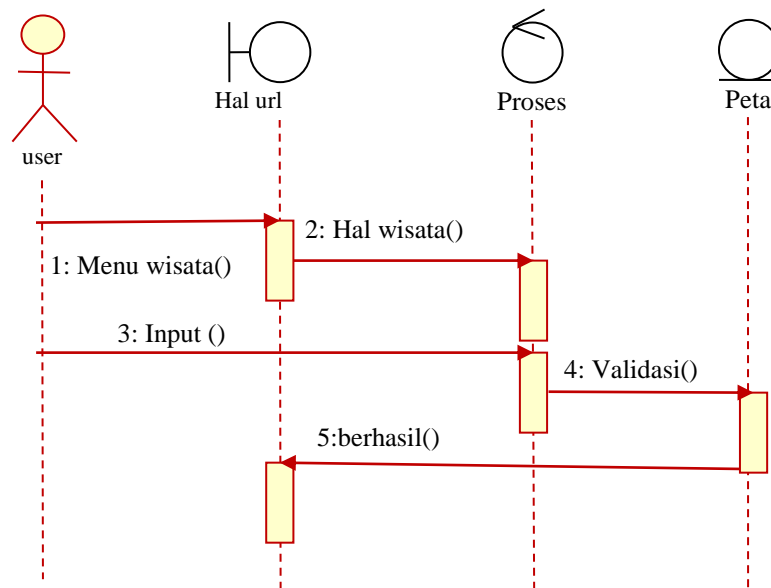 Hal url
Proses
Peta
user
2: Hal wisata()
1: Menu wisata()
3: Input ()
4: Validasi()
5:berhasil()